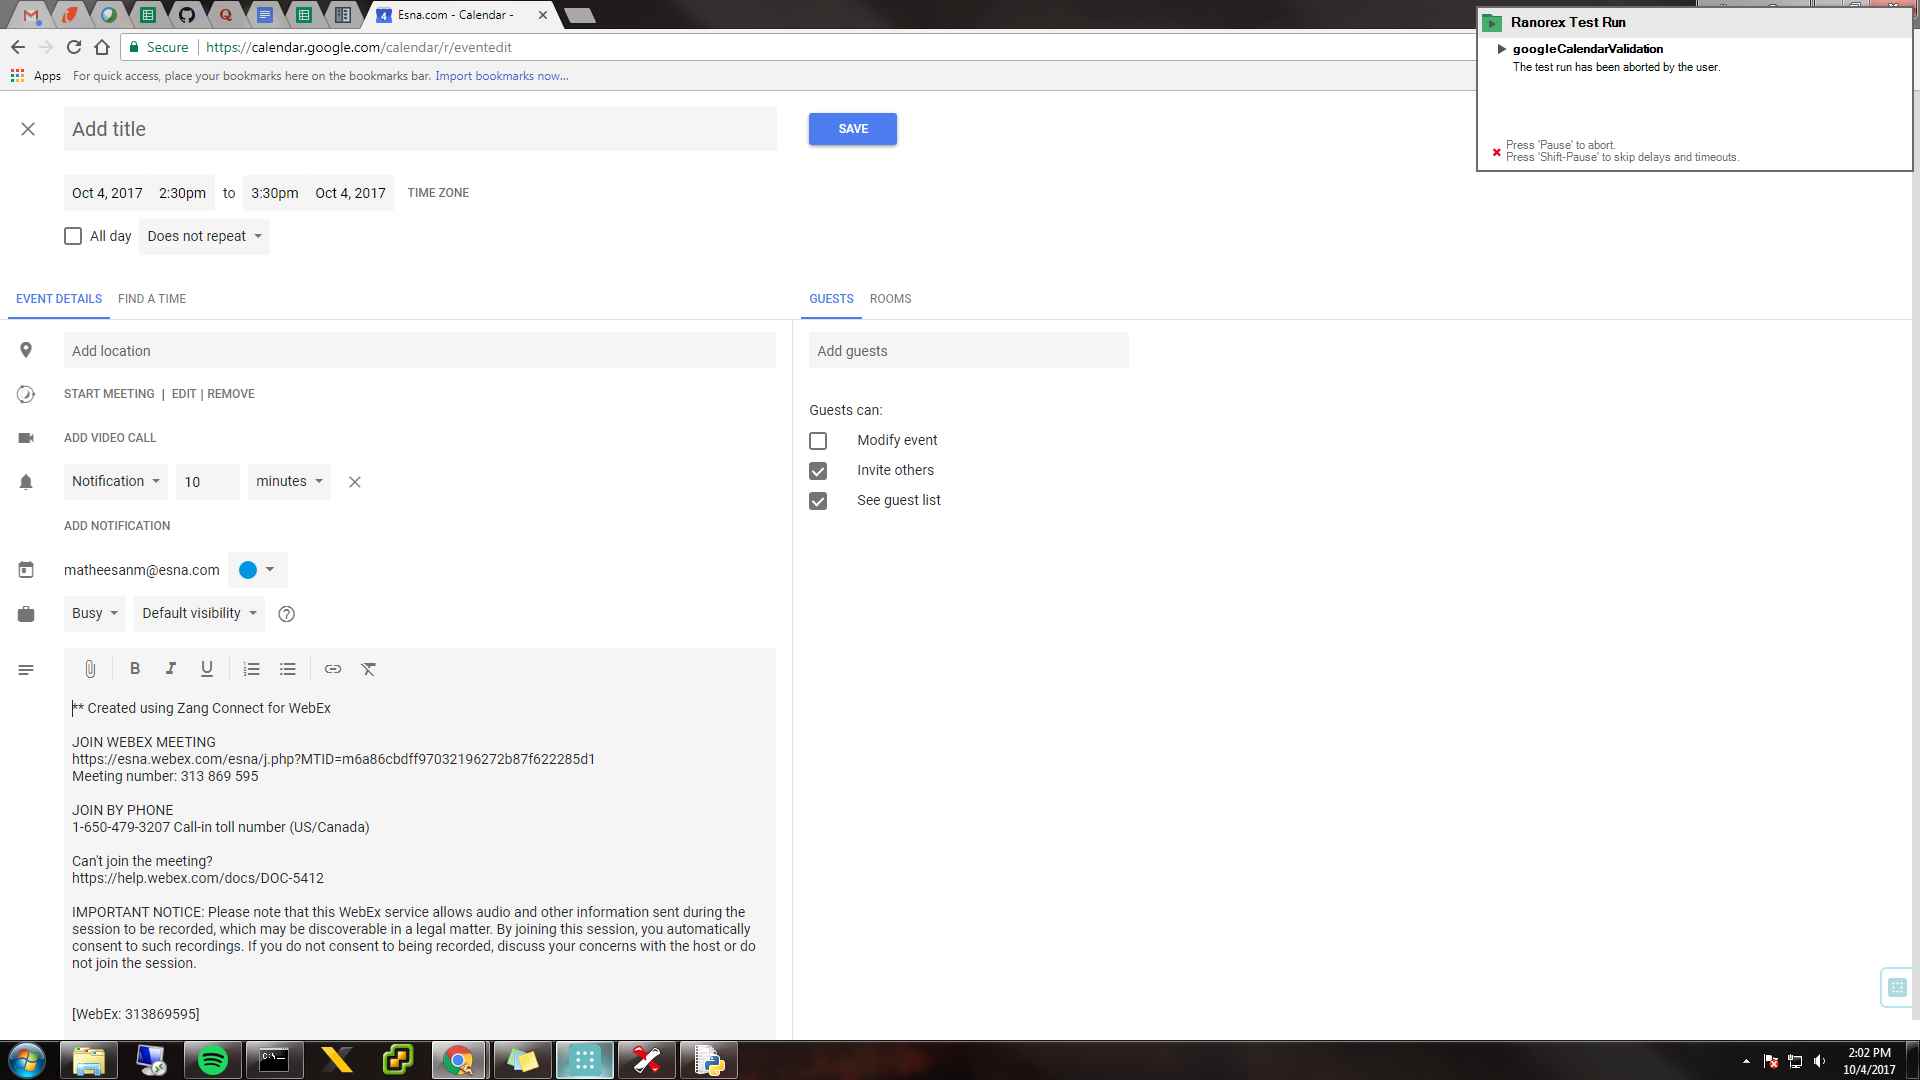 Esna.com - Calendar -
Secure
https://calendar.google.com/calendar/r/eventedit
Apps
For quick access, place your bookmarks here on the bookmarks bar. Import bookmarks now...
Ranorex Test Run
googleCalendarValidation
The test run has been aborted by the user.
Press 'Pause' to abort.
Press 'Shift-Pause' to skip delays and timeouts.
Add title
SAVE
Oct 4, 2017 2:30pm to 3:30pm Oct 4, 2017 TIME ZONE
All day Does not repeat
EVENT DETAILS FIND A TIME
GUESTS ROOMS
Add location
START MEETING | EDIT | REMOVE
ADD VIDEO CALL
Notification 10 minutes
ADD NOTIFICATION
matheesanm@esna.com
Busy Default visibility
Add guests
Guests can:
Modify event
Invite others
See guest list
B I U
** Created using Zang Connect for WebEx
JOIN WEBEX MEETING
https://esna.webex.com/esna/j.php?MTID=m6a86cbdff97032196272b87f622285d1
Meeting number: 313 869 595
JOIN BY PHONE
1-650-479-3207 Call-in toll number (US/Canada)
Can't join the meeting?
https://help.webex.com/docs/DOC-5412
IMPORTANT NOTICE: Please note that this WebEx service allows audio and other information sent during the
session to be recorded, which may be discoverable in a legal matter. By joining this session, you automatically
consent to such recordings. If you do not consent to being recorded, discuss your concerns with the host or do
not join the session.
[WebEx: 313869595]
2:02 PM
10/4/2017